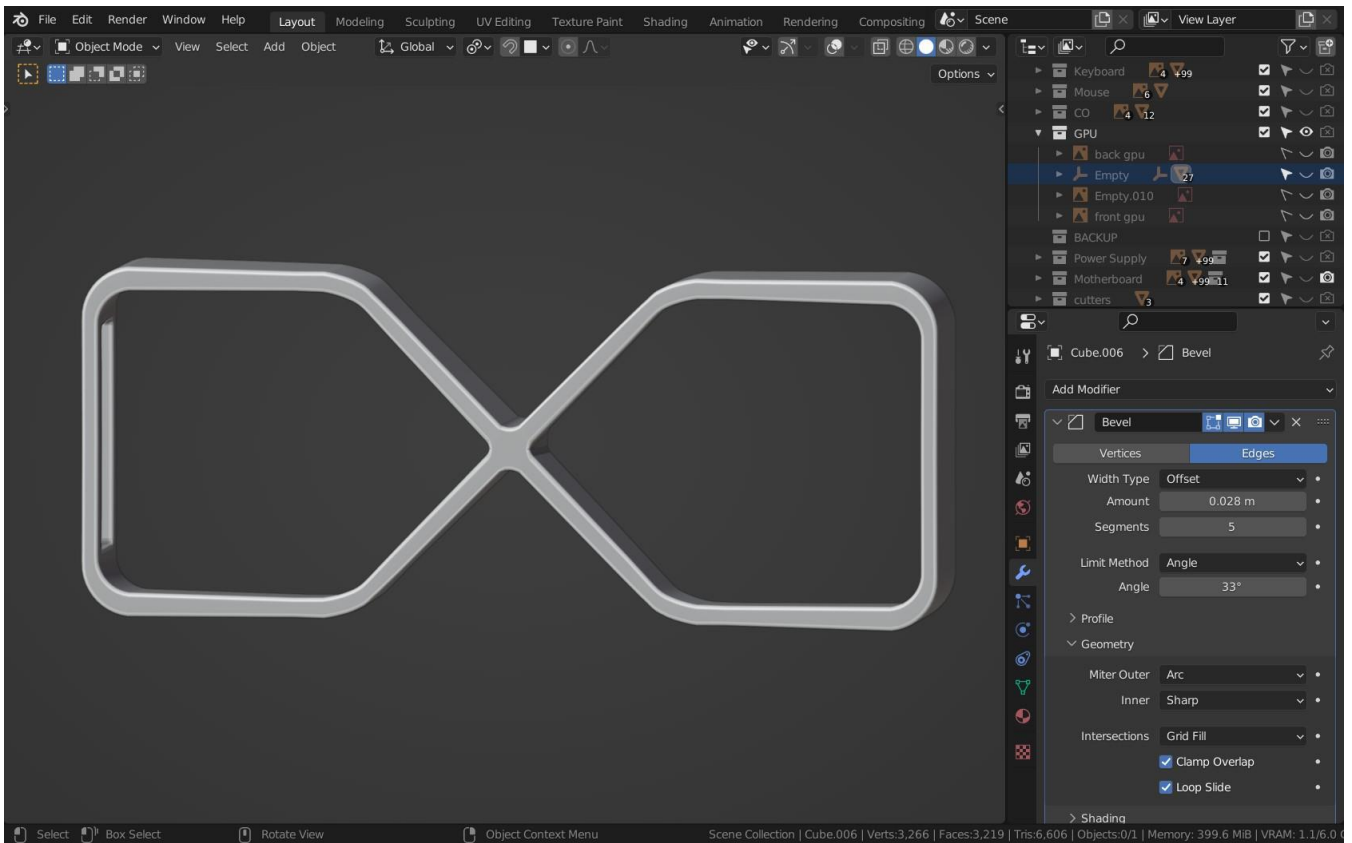 File Edit Render Window Help Layout Modeling Sculpting UV Editing Texture Paint Shading Animation Rendering Compositing Scene View Layer
Object Mode View Select Add Object Global
Options
Keyboard 4 +99
Mouse 6
CO 4 12
GPU
back gpu
Empty 27
Empty.010
front gpu
BACKUP
Power Supply 7 +99
Motherboard 4 +99 11
cutters 3
Cube.006 > Bevel
Add Modifier
Bevel
Vertices Edges
Width Type Offset
Amount 0.028 m
Segments 5
Limit Method Angle
Angle 33°
Profile
Geometry
Miter Outer Arc
Inner Sharp
Intersections Grid Fill
Clamp Overlap
Loop Slide
Shading
Select Box Select Rotate View Object Context Menu Scene Collection | Cube.006 | Verts:3,266 | Faces:3,219 | Tris:6,606 | Objects:0/1 | Memory: 399.6 MiB | VRAM: 1.1/6.0